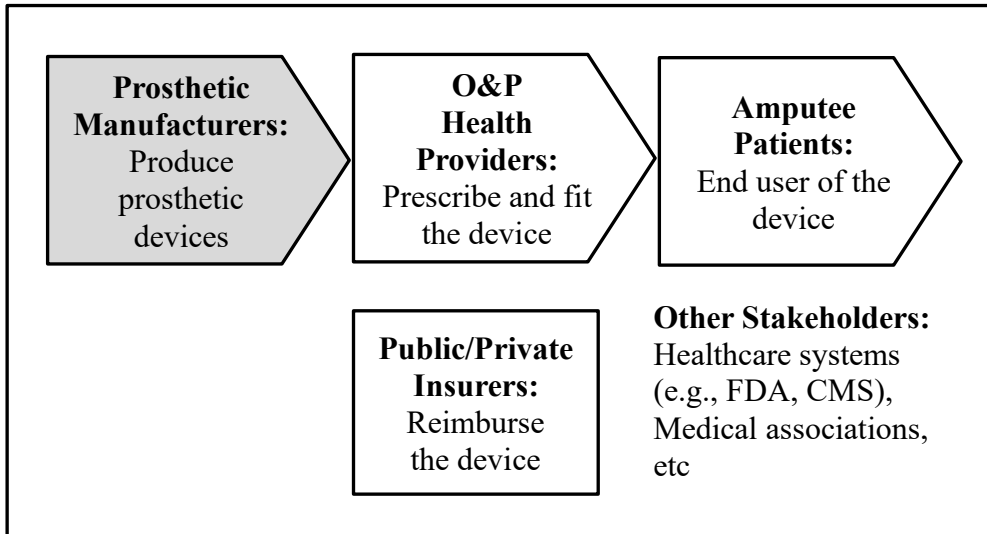 Prosthetic
Manufacturers:
Produce
prosthetic
devices
O&P
Health
Providers:
Prescribe and fit
the device
Amputee
Patients:
End user of the
device
Public/Private
Insurers:
Reimburse
the device
Other Stakeholders:
Healthcare systems
(e.g., FDA, CMS),
Medical associations,
etc